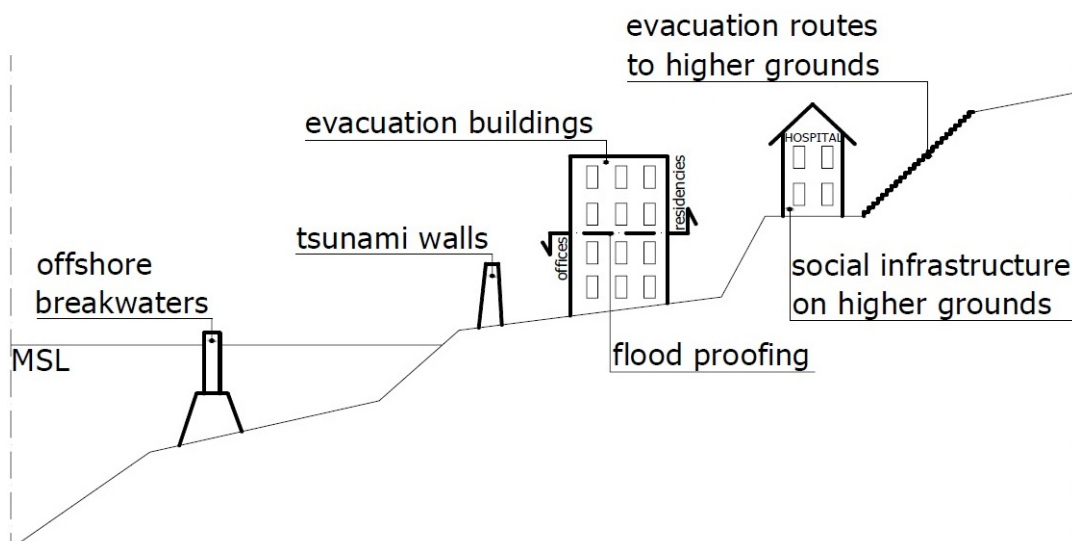 evacuation routes
to higher grounds
evacuation buildings
HOSPITAL
residencies
tsunami walls
offices
offshore
breakwaters
social infrastructure
on higher grounds
MSL
flood proofing